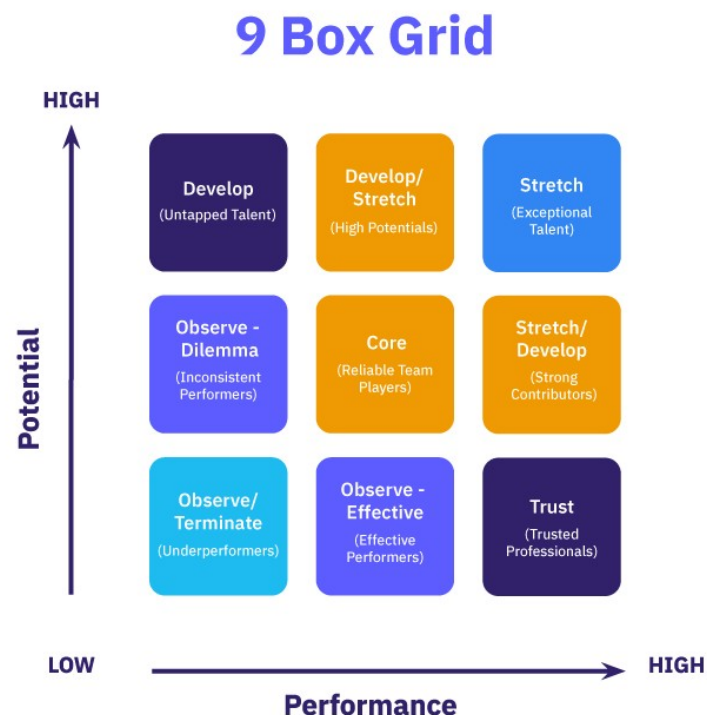 9 Box Grid
HIGH
Develop
(Untapped Talent)
Develop/
Stretch
(High Potentials)
Stretch
(Exceptional
Talent)
Potential
Observe -
Dilemma
(Inconsistent
Performers)
Core
(Reliable Team
Players)
Stretch/
Develop
(Strong
Contributors)
Observe/
Terminate
(Underperformers)
Observe -
Effective
(Effective
Performers)
Trust
(Trusted
Professionals)
LOW
HIGH
Performance